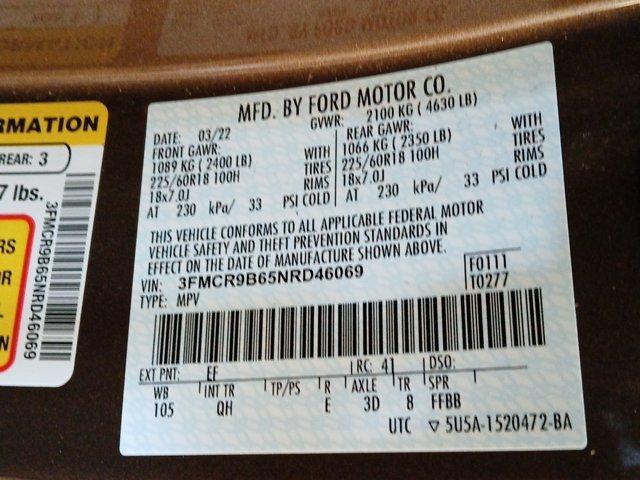 RMATION
REAR: 3
7 lbs.
3FMCR9B65NRD46069
RS
OR
N
MFD. BY FORD MOTOR CO.
DATE: 03/22 GVWR: 2100 KG (4630 LB)
FRONT GAWR: REAR GAWR:
1089 KG (2400 LB) WITH 1066 KG (2350 LB) WITH
225/60R18 100H TIRES 225/60R18 100H TIRES
18x7.0J RIMS 18x7.0J RIMS
AT 230 kPa/ 33 PSI COLD AT 230 kPa/ 33 PSI COLD
THIS VEHICLE CONFORMS TO ALL APPLICABLE FEDERAL MOTOR
VEHICLE SAFETY AND THEFT PREVENTION STANDARDS IN
EFFECT ON THE DATE OF MANUFACTURE SHOWN ABOVE.
VIN: 3FMCR9B65NRD46069 F0111
TYPE: MPV T0277
EXT PNT: EF RC: 41 DSO:
WB INT TR TP/PS R AXLE TR SPR
105 QH E 3D 8 FFBB
UTC ▽ 5U5A-1520472-BA